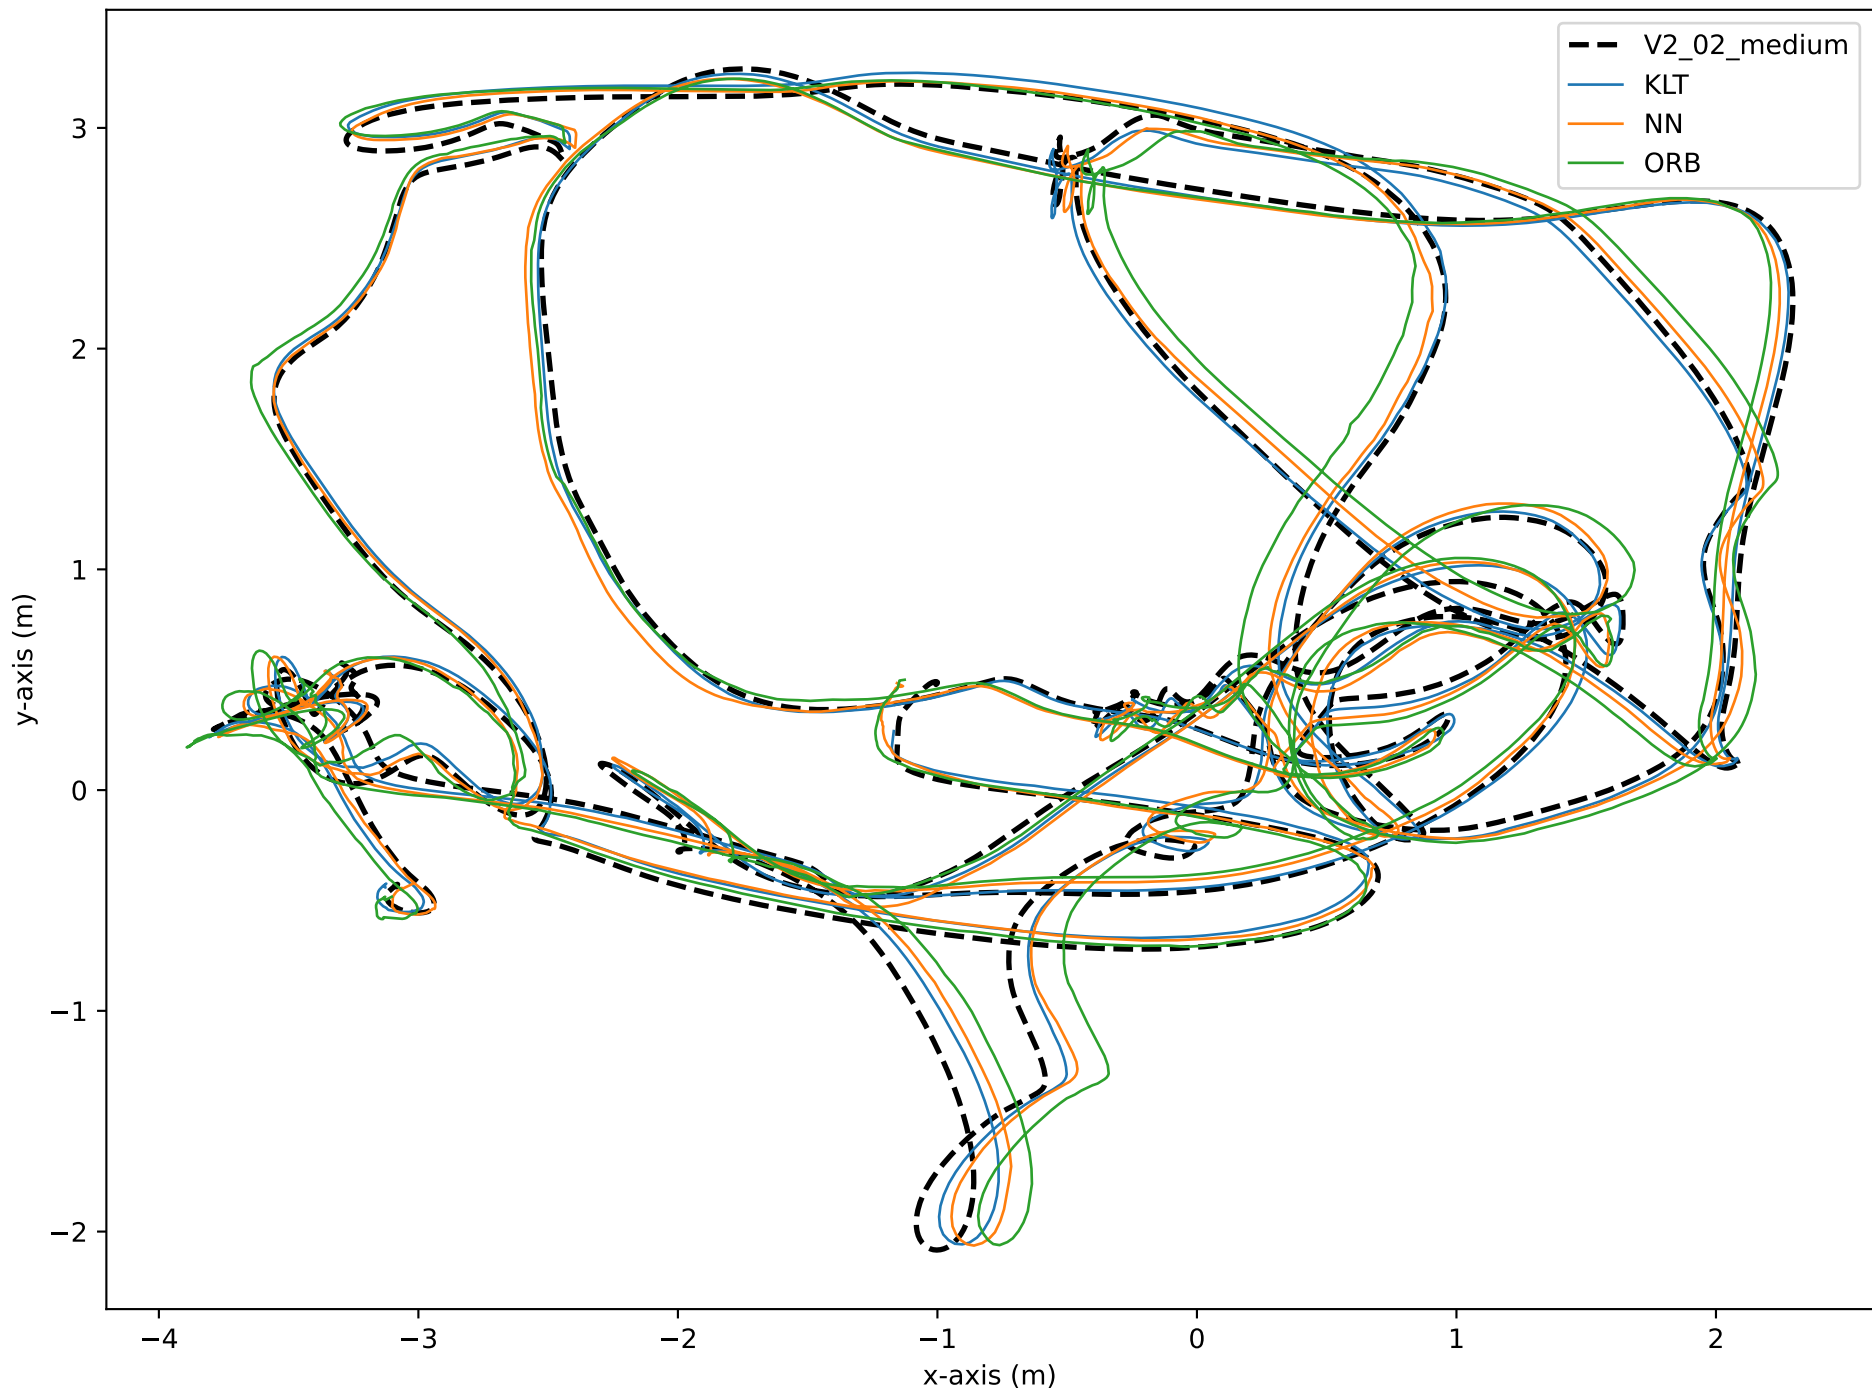 V2_02_medium
KLT
NN
ORB
3
2
1
0
−1
−2
y-axis (m)
−4 −3 −2 −1 0 1 2
x-axis (m)